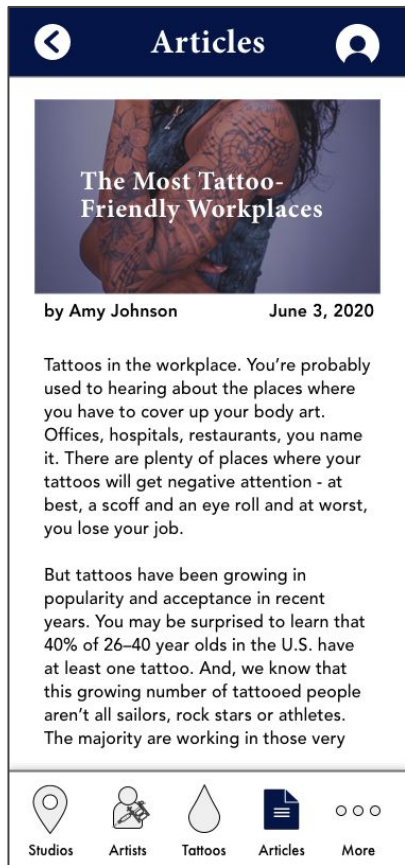 Articles
The Most Tattoo-
Friendly Workplaces
by Amy Johnson June 3, 2020
Tattoos in the workplace. You’re probably
used to hearing about the places where
you have to cover up your body art.
Offices, hospitals, restaurants, you name
it. There are plenty of places where your
tattoos will get negative attention - at
best, a scoff and an eye roll and at worst,
you lose your job.
But tattoos have been growing in
popularity and acceptance in recent
years. You may be surprised to learn that
40% of 26–40 year olds in the U.S. have
at least one tattoo. And, we know that
this growing number of tattooed people
aren’t all sailors, rock stars or athletes.
The majority are working in those very
Studios Artists Tattoos Articles More